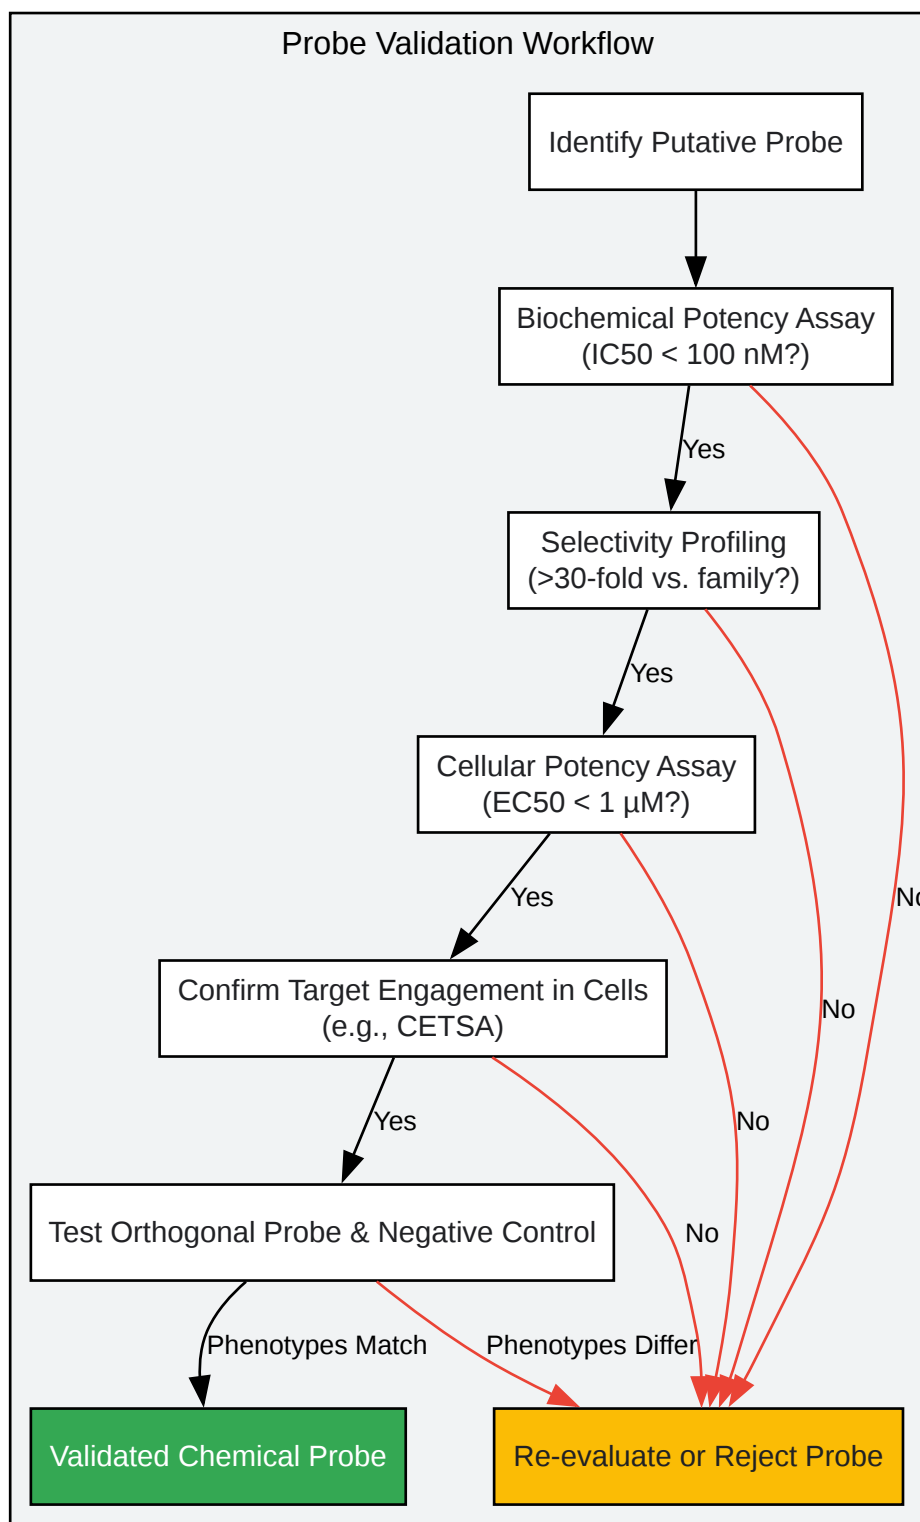 Probe Validation Workflow
Identify Putative Probe
Biochemical Potency Assay
(IC50 < 100 nM?)
Yes
Selectivity Profiling
(>30-fold vs. family?)
Yes
Cellular Potency Assay
(EC50 < 1 µM?)
Yes
No
Confirm Target Engagement in Cells
(e.g., CETSA)
No
Yes
No
Test Orthogonal Probe & Negative Control
No
Phenotypes Match
Phenotypes Differ
Validated Chemical Probe
Re-evaluate or Reject Probe